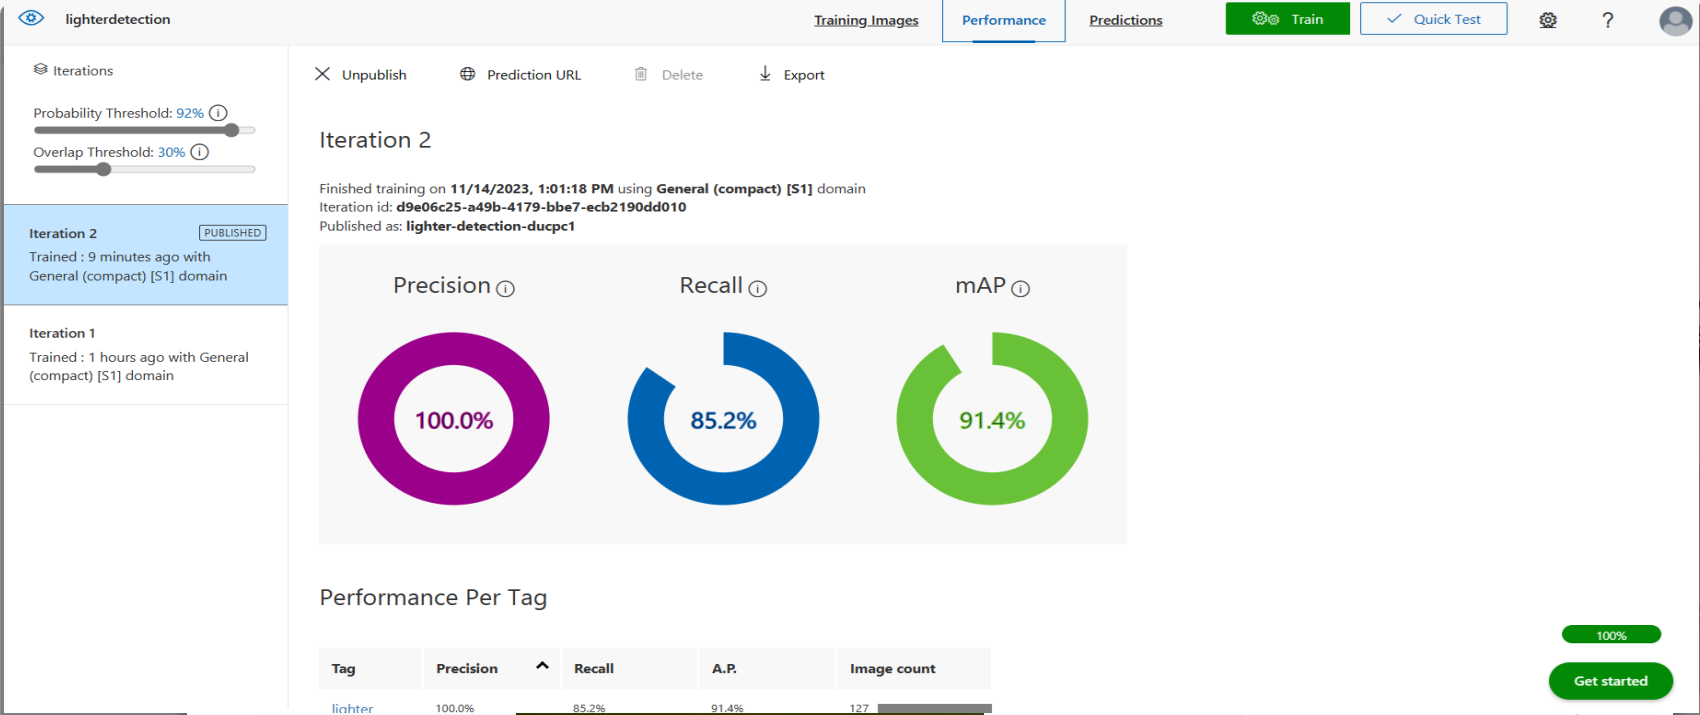 lighterdetection
Training Images
Performance
Predictions
Train
Quick Test
?
Iterations
Probability Threshold: 92% i
Overlap Threshold: 30% i
Iteration 2 PUBLISHED
Trained : 9 minutes ago with
General (compact) [S1] domain
Iteration 1
Trained : 1 hours ago with General
(compact) [S1] domain
Unpublish
Prediction URL
Delete
Export
Iteration 2
Finished training on 11/14/2023, 1:01:18 PM using General (compact) [S1] domain
Iteration id: d9e06c25-a49b-4179-bbe7-ecb2190dd010
Published as: lighter-detection-ducpc1
Precision i
Recall i
mAP i
100.0%
85.2%
91.4%
Performance Per Tag
Tag Precision Recall A.P. Image count
lighter 100.0% 85.2% 91.4% 127
100%
Get started